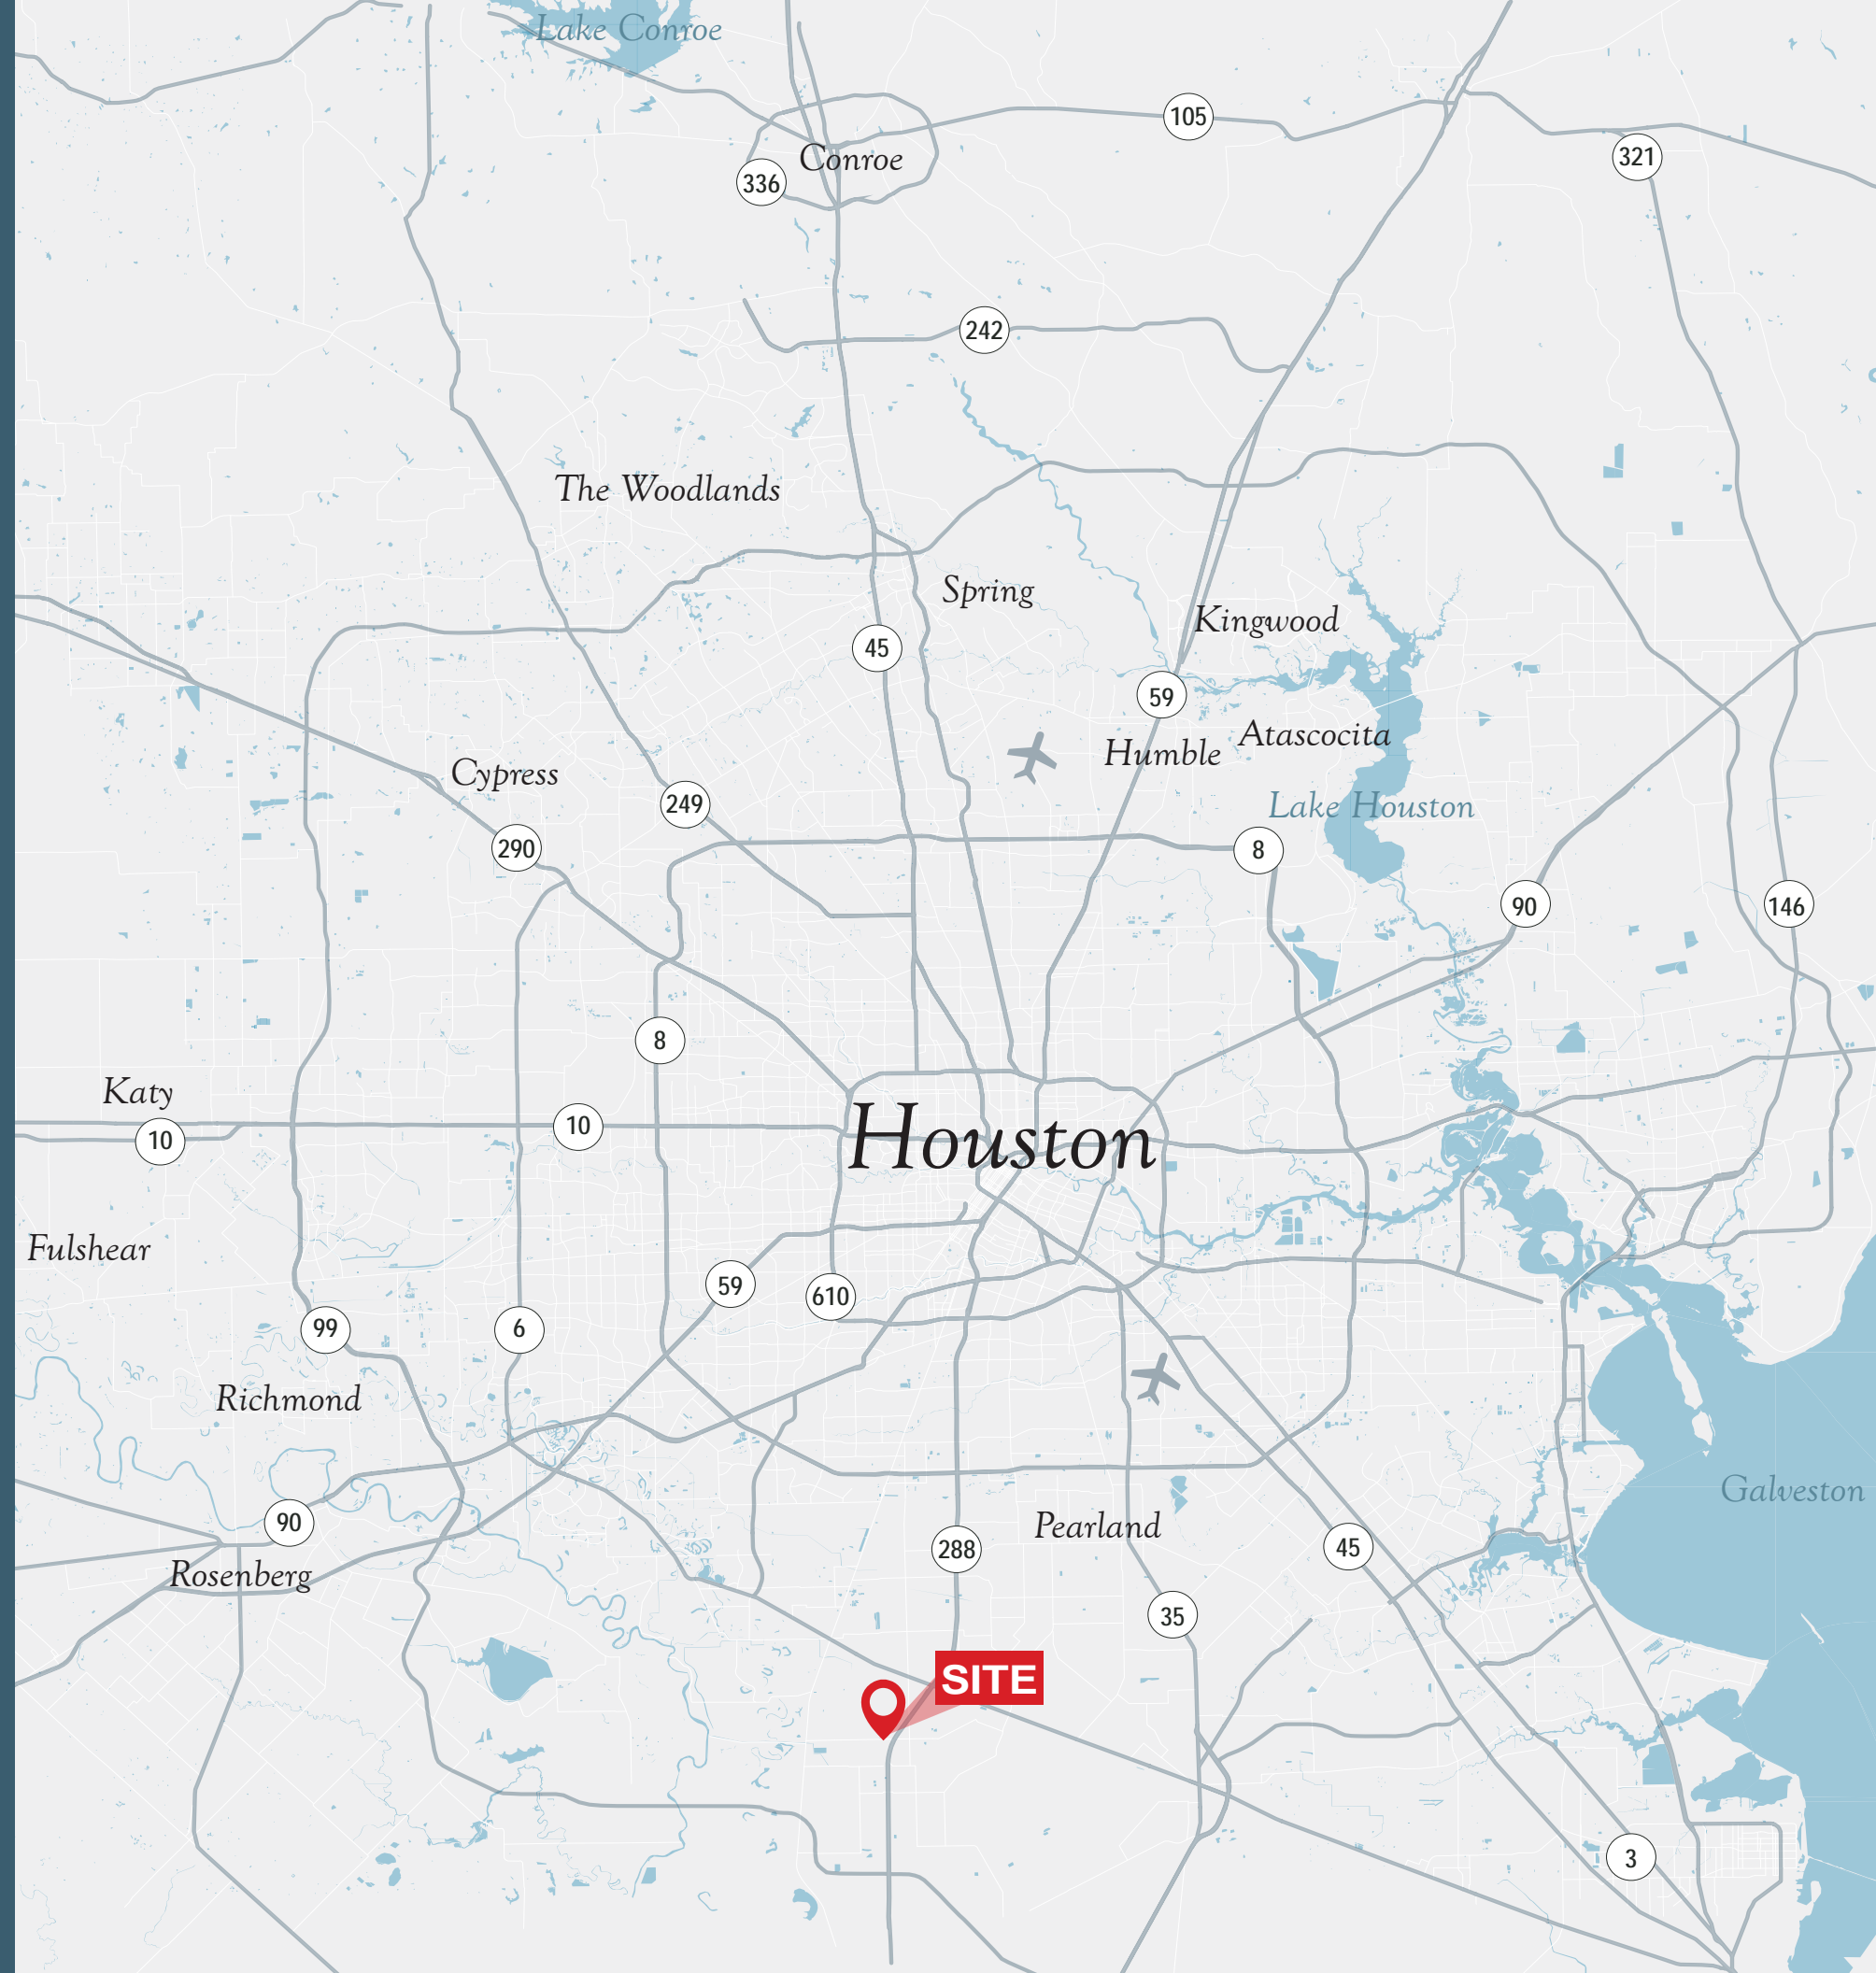 Lake Conroe
105
321
Conroe
336
242
The Woodlands
Spring
Kingwood
45
59
Atascocita
Humble
Cypress
249
Lake Houston
290
8
90
146
8
Katy
10
10
Houston
Fulshear
59
610
99
6
Richmond
Galveston
90
Pearland
288
45
Rosenberg
35
SITE
3